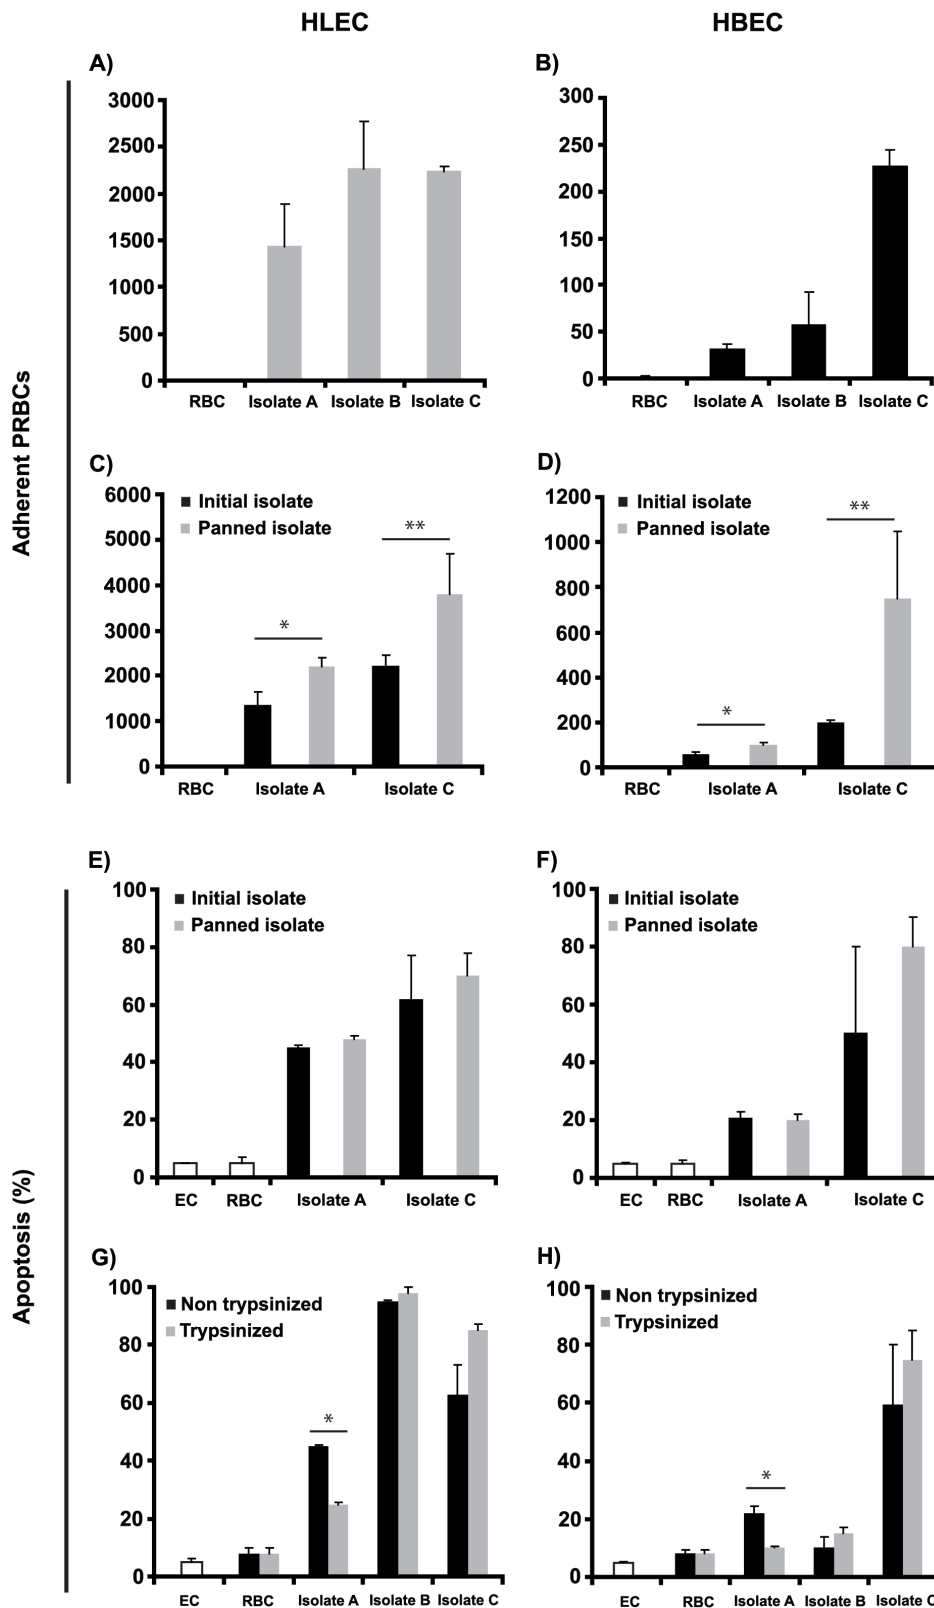 HLEC
HBEC
A)
B)
3000
2500
2000
1500
1000
500
0
RBC Isolate A Isolate B Isolate C
300
250
200
150
100
50
0
RBC Isolate A Isolate B Isolate C
Adherent PRBCs
C)
D)
6000
5000
4000
3000
2000
1000
0
Initial isolate
Panned isolate
*
**
RBC Isolate A Isolate C
1200
1000
800
600
400
200
0
Initial isolate
Panned isolate
*
**
RBC Isolate A Isolate C
E)
F)
100
80
60
40
20
0
Initial isolate
Panned isolate
EC RBC Isolate A Isolate C
100
80
60
40
20
0
Initial isolate
Panned isolate
EC RBC Isolate A Isolate C
Apoptosis (%)
G)
H)
100
80
60
40
20
0
Non trypsinized
Trypsinized
*
EC RBC Isolate A Isolate B Isolate C
100
80
60
40
20
0
Non trypsinized
Trypsinized
*
EC RBC Isolate A Isolate B Isolate C